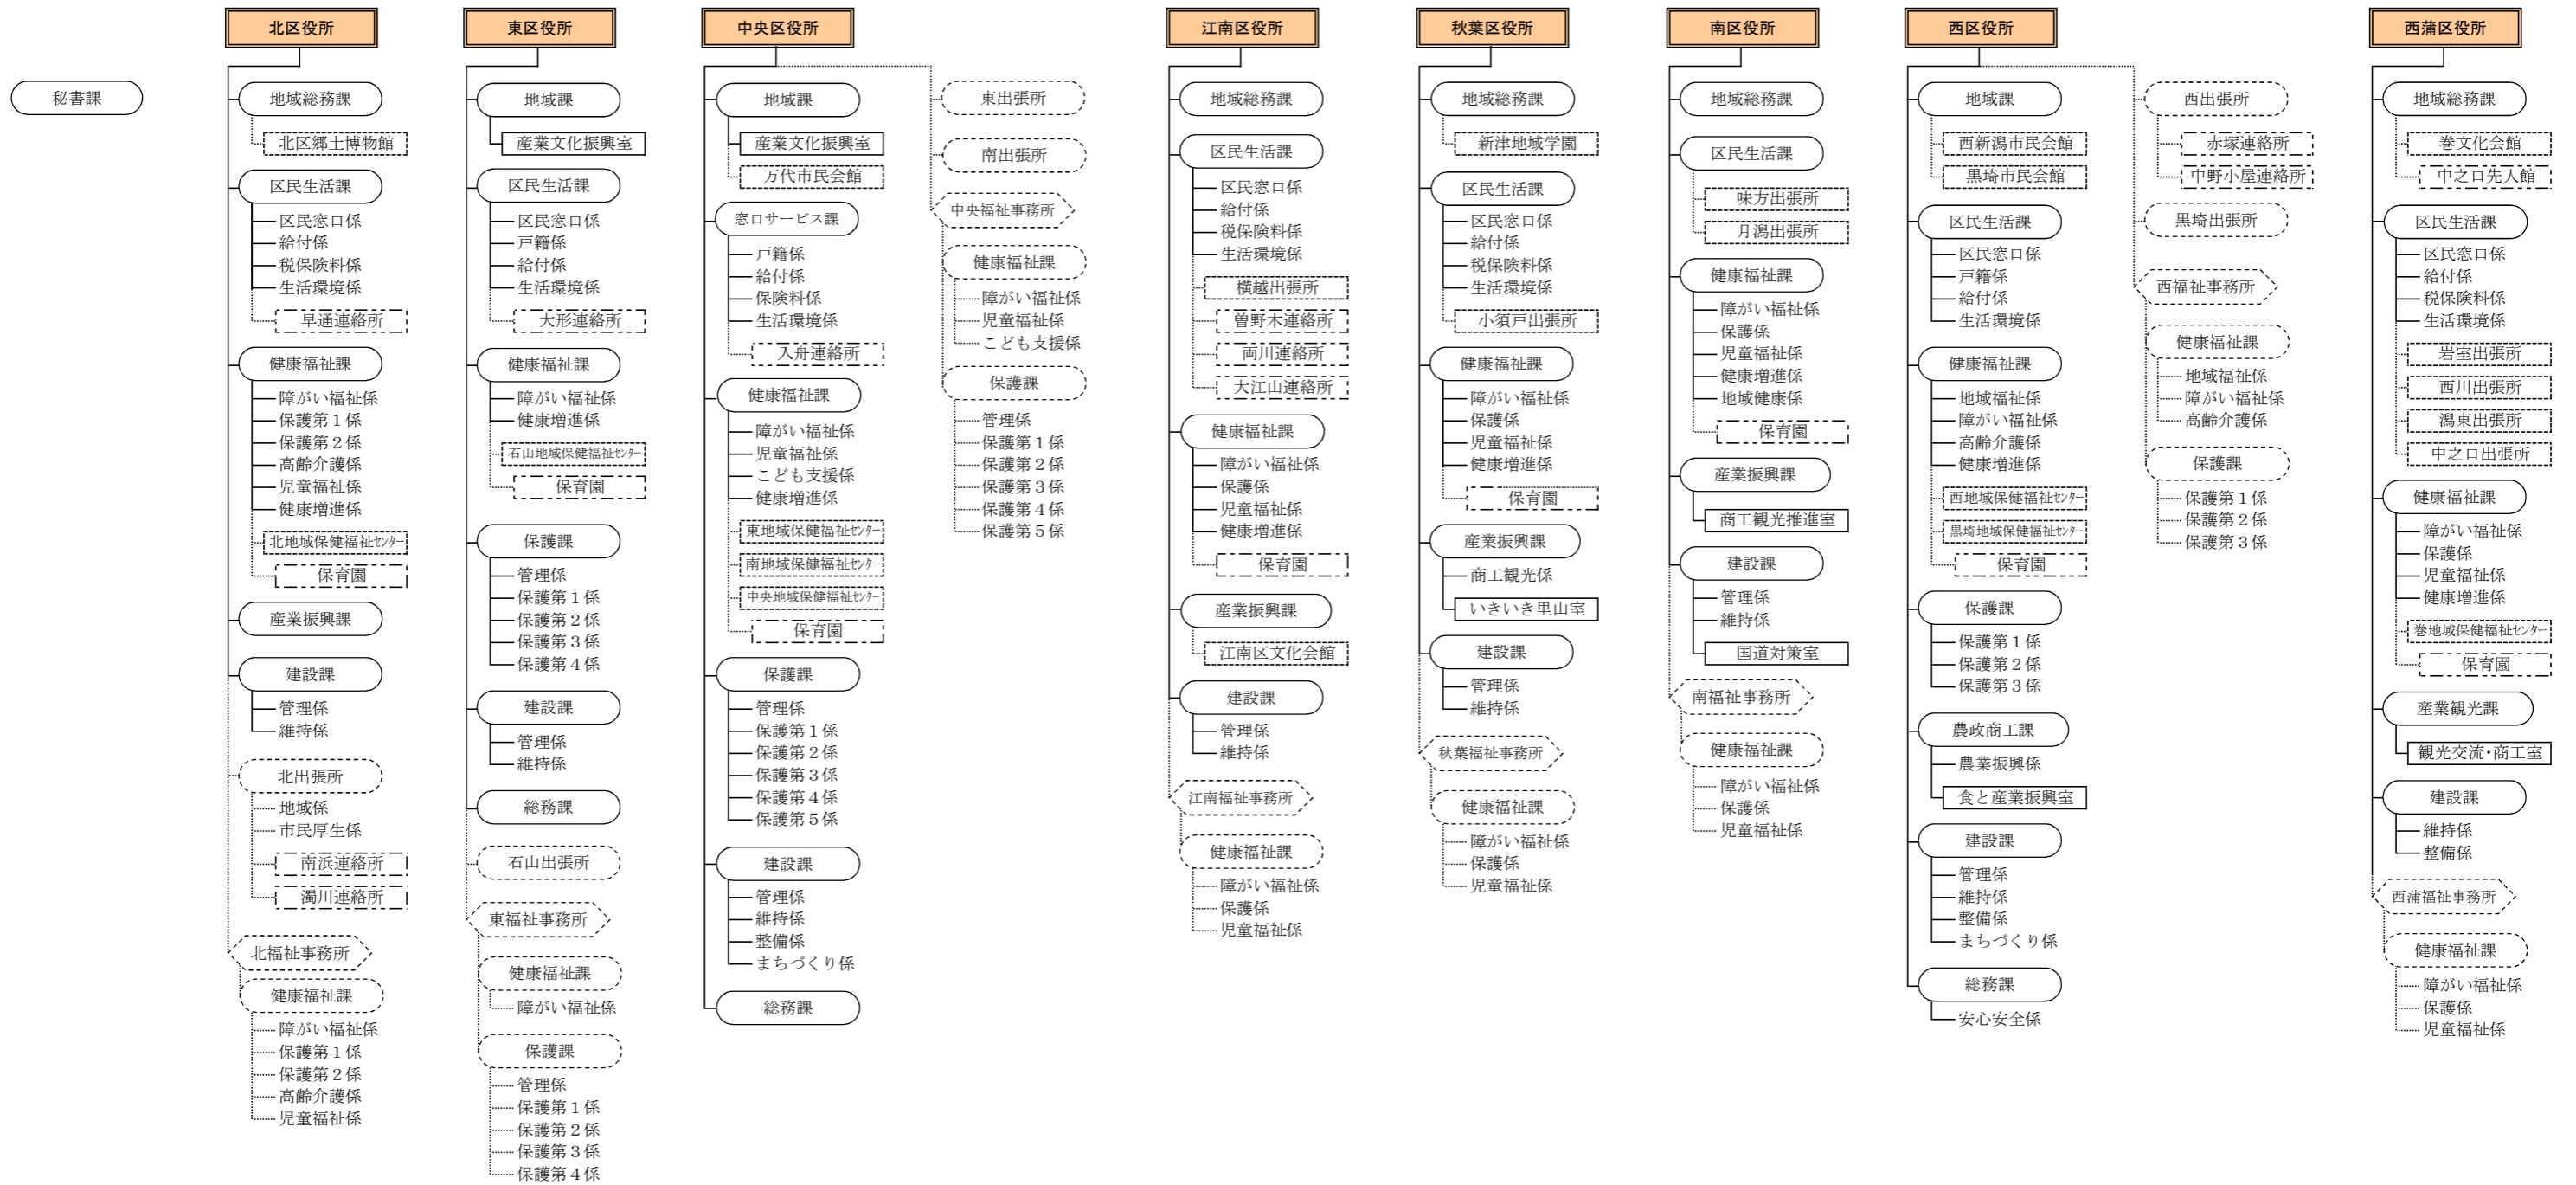 秘書課
北区役所
地域総務課
北区郷土博物館
区民生活課
区民窓口係
給付係
税保険料係
生活環境係
早通連絡所
健康福祉課
障がい福祉係
保護第１係
保護第２係
高齢介護係
児童福祉係
健康増進係
北地域保健福祉センター
保育園
産業振興課
建設課
管理係
維持係
北出張所
地域係
市民厚生係
南浜連絡所
濁川連絡所
北福祉事務所
健康福祉課
障がい福祉係
保護第１係
保護第２係
高齢介護係
児童福祉係
東区役所
地域課
産業文化振興室
区民生活課
区民窓口係
戸籍係
給付係
生活環境係
大形連絡所
健康福祉課
障がい福祉係
健康増進係
石山地域保健福祉センター
保育園
保護課
管理係
保護第１係
保護第２係
保護第３係
保護第４係
建設課
管理係
維持係
総務課
石山出張所
東福祉事務所
健康福祉課
障がい福祉係
保護課
管理係
保護第１係
保護第２係
保護第３係
保護第４係
中央区役所
地域課
産業文化振興室
万代市民会館
窓口サービス課
戸籍係
給付係
保険料係
生活環境係
入舟連絡所
健康福祉課
障がい福祉係
児童福祉係
こども支援係
健康増進係
東地域保健福祉センター
南地域保健福祉センター
中央地域保健福祉センター
保育園
保護課
管理係
保護第１係
保護第２係
保護第３係
保護第４係
保護第５係
建設課
管理係
維持係
整備係
まちづくり係
総務課
東出張所
南出張所
中央福祉事務所
健康福祉課
障がい福祉係
児童福祉係
こども支援係
保護課
管理係
保護第１係
保護第２係
保護第３係
保護第４係
保護第５係
江南区役所
地域総務課
区民生活課
区民窓口係
給付係
税保険料係
生活環境係
横越出張所
曽野木連絡所
両川連絡所
大江山連絡所
健康福祉課
障がい福祉係
保護係
児童福祉係
健康増進係
保育園
産業振興課
江南区文化会館
建設課
管理係
維持係
江南福祉事務所
健康福祉課
障がい福祉係
保護係
児童福祉係
秋葉区役所
地域総務課
新津地域学園
区民生活課
区民窓口係
給付係
税保険料係
生活環境係
小須戸出張所
健康福祉課
障がい福祉係
保護係
児童福祉係
健康増進係
保育園
産業振興課
商工観光係
いきいき里山室
建設課
管理係
維持係
秋葉福祉事務所
健康福祉課
障がい福祉係
保護係
児童福祉係
南区役所
地域総務課
区民生活課
味方出張所
月潟出張所
健康福祉課
障がい福祉係
保護係
児童福祉係
健康増進係
地域健康係
保育園
産業振興課
商工観光推進室
建設課
管理係
維持係
国道対策室
南福祉事務所
健康福祉課
障がい福祉係
保護係
児童福祉係
西区役所
地域課
西新潟市民会館
黒埼市民会館
区民生活課
区民窓口係
戸籍係
給付係
生活環境係
健康福祉課
地域福祉係
障がい福祉係
高齢介護係
健康増進係
西地域保健福祉センター
黒埼地域保健福祉センター
保育園
保護課
保護第１係
保護第２係
保護第３係
農政商工課
農業振興係
食と産業振興室
建設課
管理係
維持係
整備係
まちづくり係
総務課
安心安全係
西出張所
赤塚連絡所
中野小屋連絡所
黒埼出張所
西福祉事務所
健康福祉課
地域福祉係
障がい福祉係
高齢介護係
保護課
保護第１係
保護第２係
保護第３係
西蒲区役所
地域総務課
巻文化会館
中之口先人館
区民生活課
区民窓口係
給付係
税保険料係
生活環境係
岩室出張所
西川出張所
潟東出張所
中之口出張所
健康福祉課
障がい福祉係
保護係
児童福祉係
健康増進係
巻地域保健福祉センター
保育園
産業観光課
観光交流・商工室
建設課
維持係
整備係
西蒲福祉事務所
健康福祉課
障がい福祉係
保護係
児童福祉係